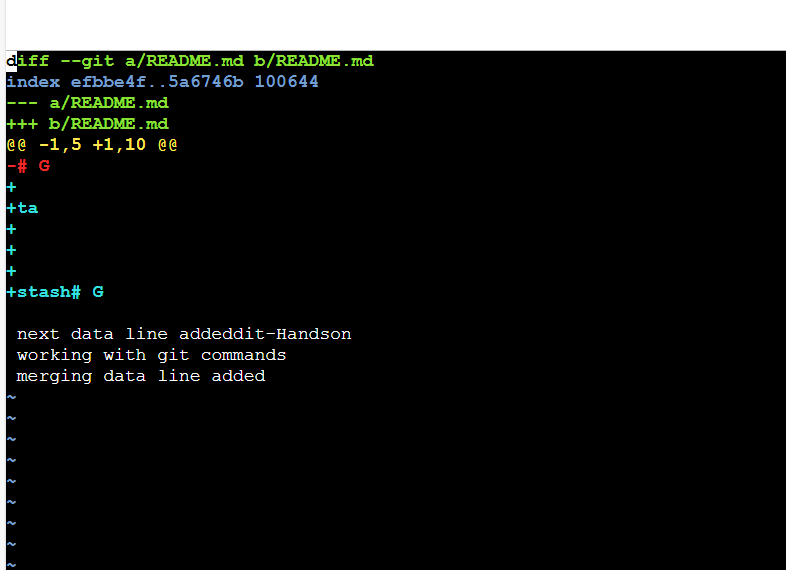 diff --git a/README.md b/README.md
index efbbe4f..5a6746b 100644
--- a/README.md
+++ b/README.md
@@ -1,5 +1,10 @@
-# G
+
+ta
+
+
+
+stash# G

 next data line addeddit-Handson
 working with git commands
 merging data line added
~
~
~
~
~
~
~
~
~